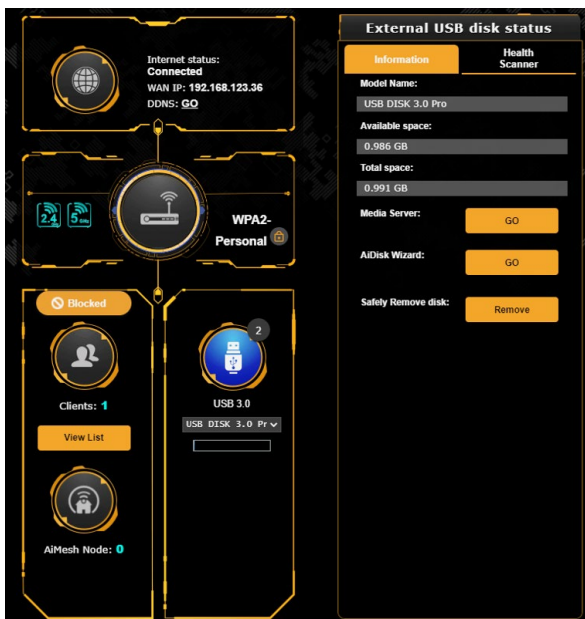 Internet status:
Connected
WAN IP: 192.168.123.36
DDNS: GO
2.4
GHz
5
GHz
WPA2-
Personal
Blocked
Clients: 1
View List
AiMesh Node: 0
2
USB 3.0
USB DISK 3.0 Pr
External USB disk status
Information
Health
Scanner
Model Name:
USB DISK 3.0 Pro
Available space:
0.986 GB
Total space:
0.991 GB
Media Server:
GO
AiDisk Wizard:
GO
Safely Remove disk:
Remove